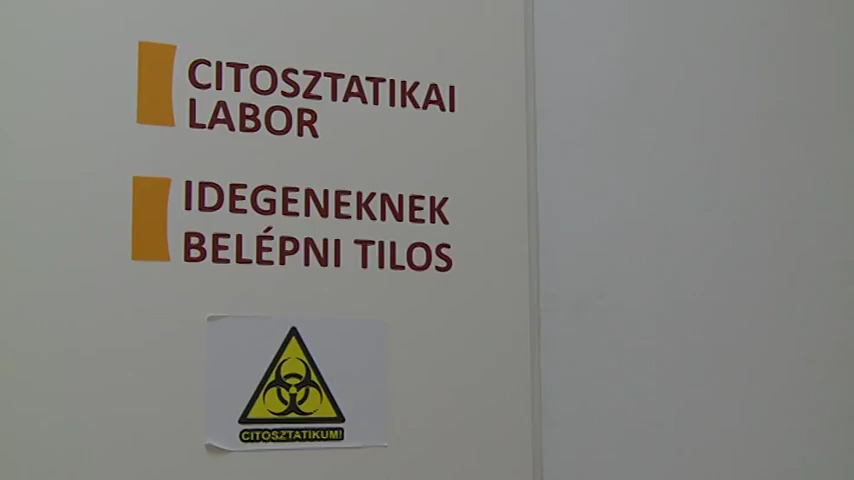 CITOSZTATIKAI
LABOR
IDEGENEKNEK
BELÉPNI TILOS
CITOSZTATIKUM!